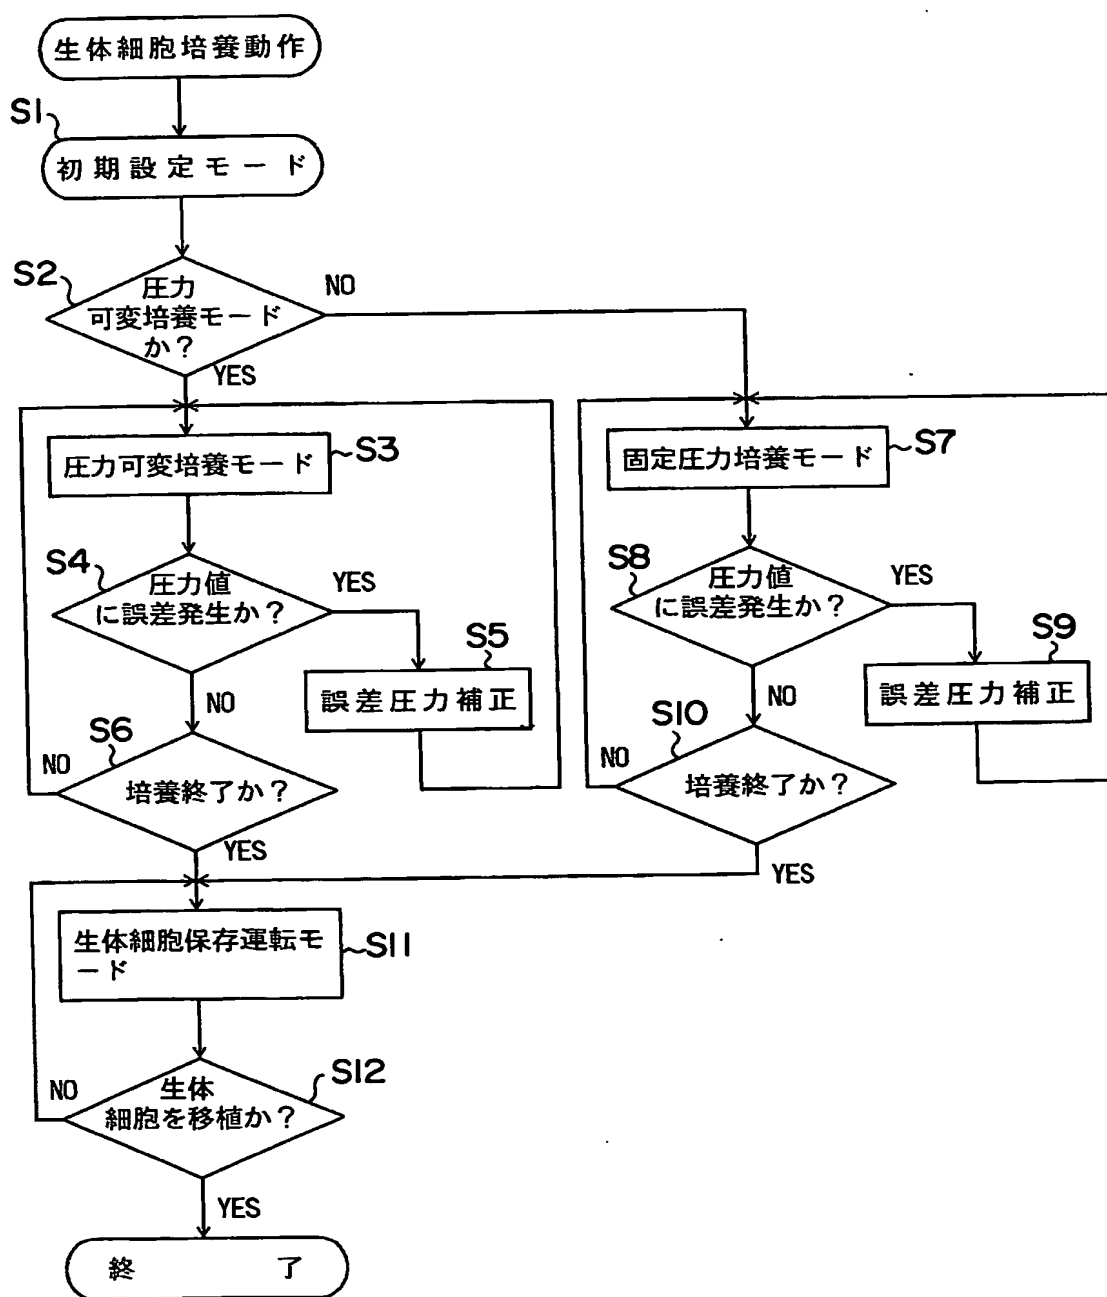 生体細胞培養動作
S1
初期設定モード
S2
圧力
可変培養モード
か？
NO
YES
圧力可変培養モード
S3
S4
圧力値
に誤差発生か？
YES
S5
誤差圧力補正
NO
S6
NO
培養終了か？
YES
固定圧力培養モード
S7
S8
圧力値
に誤差発生か？
YES
S9
誤差圧力補正
NO
S10
NO
培養終了か？
YES
生体細胞保存運転モ
ード
S11
NO
生体
細胞を移植か？
S12
YES
終 了